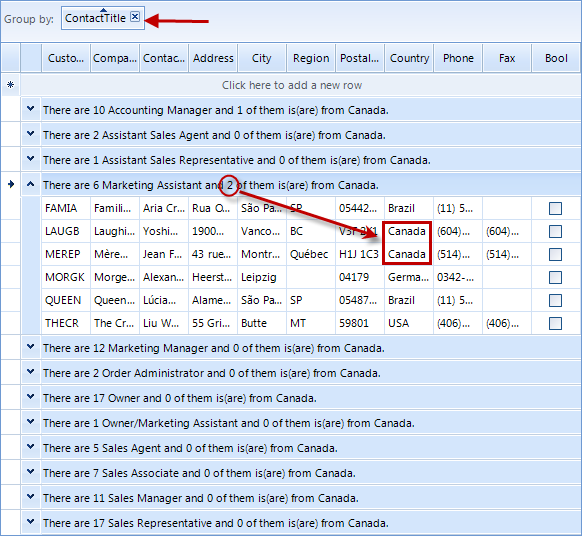 Group by: ContactTitle
Custo... Compa... Contac... Address City Region Postal... Country Phone Fax Bool
Click here to add a new row
There are 10 Accounting Manager and 1 of them is(are) from Canada.
There are 2 Assistant Sales Agent and 0 of them is(are) from Canada.
There are 1 Assistant Sales Representative and 0 of them is(are) from Canada.
There are 6 Marketing Assistant and 2 of them is(are) from Canada.
FAMIA Famili... Aria Cr... Rua O... São Pa... SP 05442... Brazil (11) 5...
LAUGB Laughi... Yoshi... 1900... Vanco... BC V3F 2K1 Canada (604)... (604)...
MEREP Mère... Jean F... 43 rue... Montr... Québec H1J 1C3 Canada (514)... (514)...
MORGK Morge... Alexan... Heerst... Leipzig 04179 Germa... 0342-...
QUEEN Queen... Lúcia... Alame... São Pa... SP 05487... Brazil (11) 5...
THECR The Cr... Liu W... 55 Gri... Butte MT 59801 USA (406)... (406)...
There are 12 Marketing Manager and 0 of them is(are) from Canada.
There are 2 Order Administrator and 0 of them is(are) from Canada.
There are 17 Owner and 0 of them is(are) from Canada.
There are 1 Owner/Marketing Assistant and 0 of them is(are) from Canada.
There are 5 Sales Agent and 0 of them is(are) from Canada.
There are 7 Sales Associate and 0 of them is(are) from Canada.
There are 11 Sales Manager and 0 of them is(are) from Canada.
There are 17 Sales Representative and 0 of them is(are) from Canada.